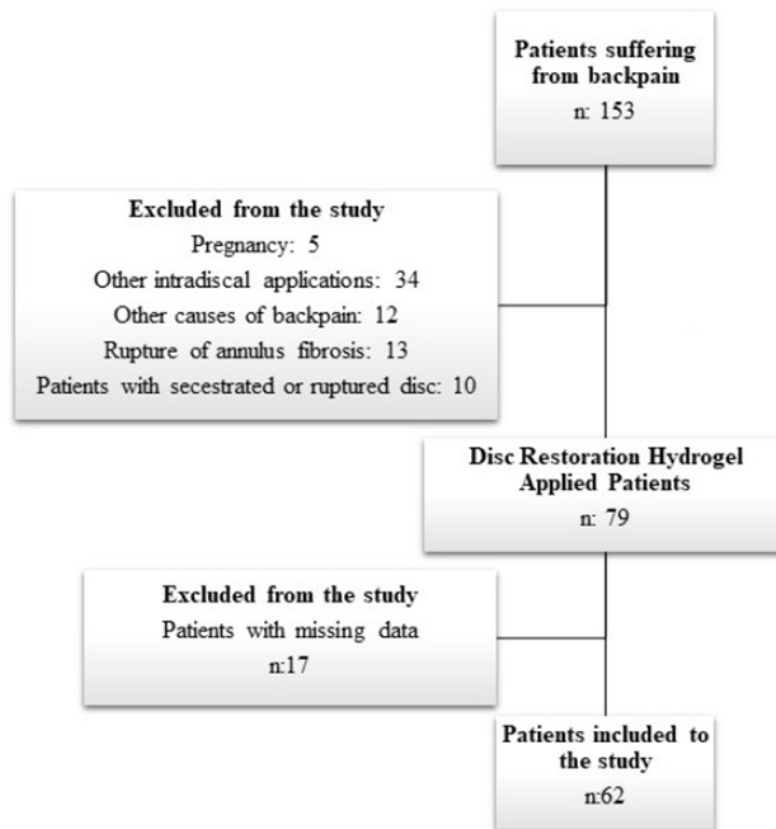 Patients suffering
from backpain
n: 153
Excluded from the study
Pregnancy: 5
Other intradiscal applications: 34
Other causes of backpain: 12
Rupture of annulus fibrosis: 13
Patients with secestrated or ruptured disc: 10
Disc Restoration Hydrogel
Applied Patients
n: 79
Excluded from the study
Patients with missing data
n:17
Patients included to
the study
n:62